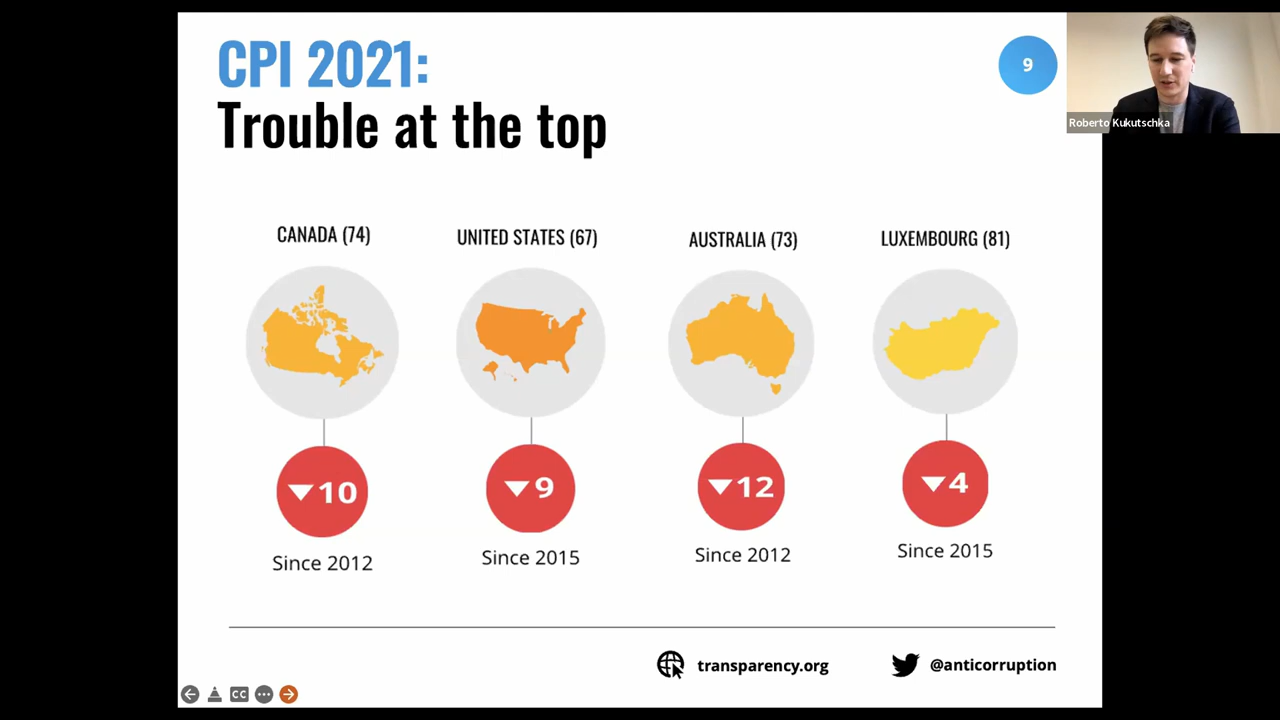 CPI 2021:
Trouble at the top
9
Roberto Kukutschka
CANADA (74)
UNITED STATES (67)
AUSTRALIA (73)
LUXEMBOURG (81)
▼10
▼9
▼12
▼4
Since 2012
Since 2015
Since 2012
Since 2015
transparency.org
@anticorruption
CC